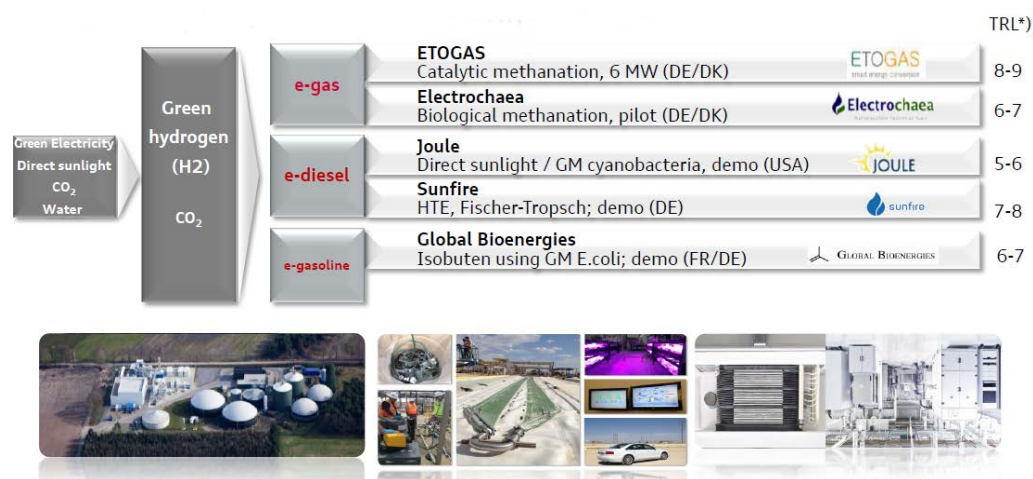 TRL*)
Green Electricity
Direct sunlight
CO₂
Water
Green
hydrogen
(H2)
CO₂
e-gas
ETOGAS
Catalytic methanation, 6 MW (DE/DK)
ETOGAS
smart energy conversion
8-9
Electrochaea
Biological methanation, pilot (DE/DK)
Electrochaea
6-7
e-diesel
Joule
Direct sunlight / GM cyanobacteria, demo (USA)
JOULE
5-6
Sunfire
HTE, Fischer-Tropsch; demo (DE)
sunfire
7-8
e-gasoline
Global Bioenergies
Isobuten using GM E.coli; demo (FR/DE)
GLOBAL BIOENERGIES
6-7